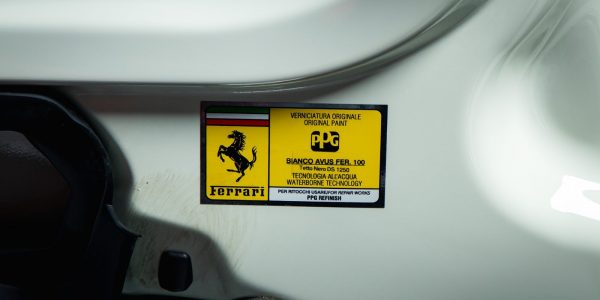 Ferrari
VERNICIATURA ORIGINALE
ORIGINAL PAINT
PPG
BIANCO AVUS FER. 100
Tetto Nero DS 1250
TECNOLOGIA ALL'ACQUA
WATERBORNE TECHNOLOGY
PER RITOCCHI USARE/FOR REPAIR WORKS
PPG REFINISH